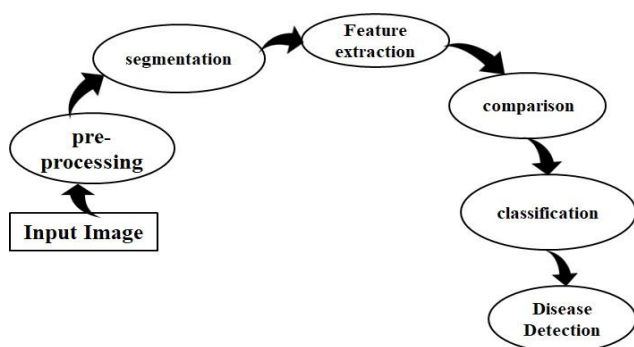 Input Image
pre-
processing
segmentation
Feature
extraction
comparison
classification
Disease
Detection